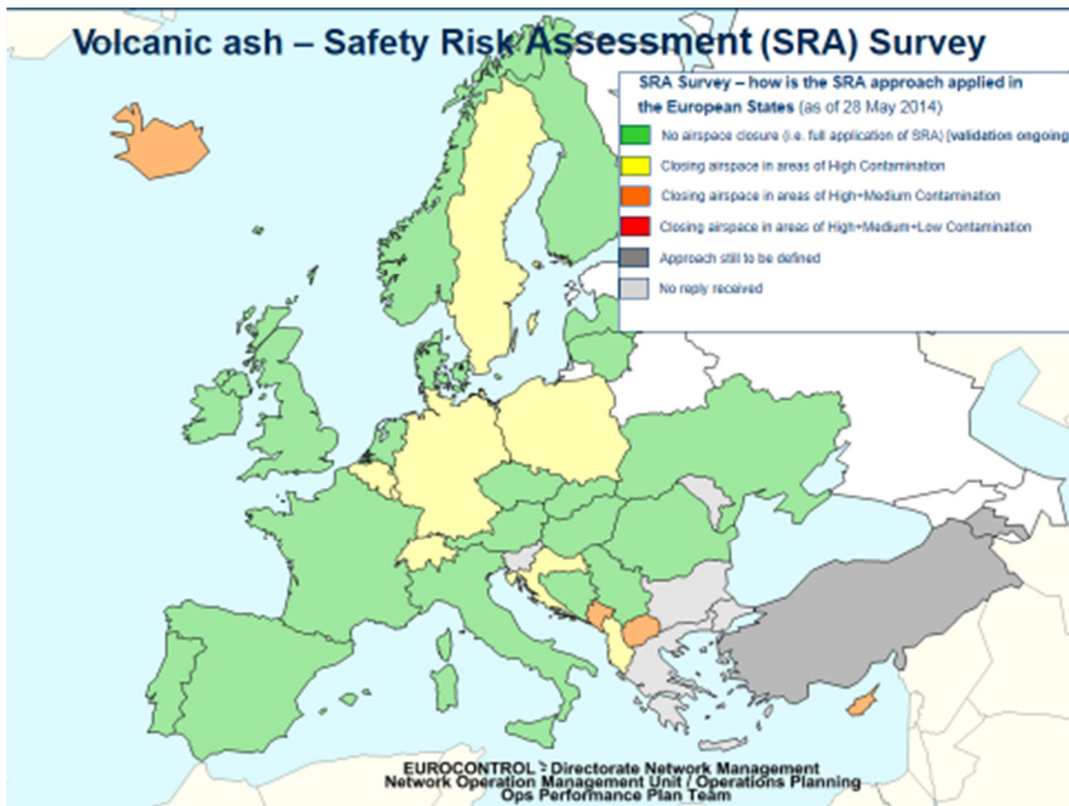 Volcanic ash – Safety Risk Assessment (SRA) Survey
SRA Survey – how is the SRA approach applied in
the European States (as of 28 May 2014)
No airspace closure (i.e. full application of SRA) [validation ongoing
Closing airspace in areas of High Contamination
Closing airspace in areas of High+Medium Contamination
Closing airspace in areas of High+Medium+Low Contamination
Approach still to be defined
No reply received
EUROCONTROL - Directorate Network Management
Network Operation Management Unit / Operations Planning
Ops Performance Plan Team